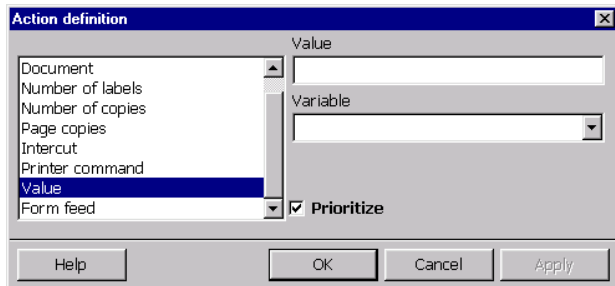 Action definition
Value
Document
Number of labels
Number of copies
Page copies
Intercut
Printer command
Value
Form feed
Variable
Prioritize
Help
OK
Cancel
Apply